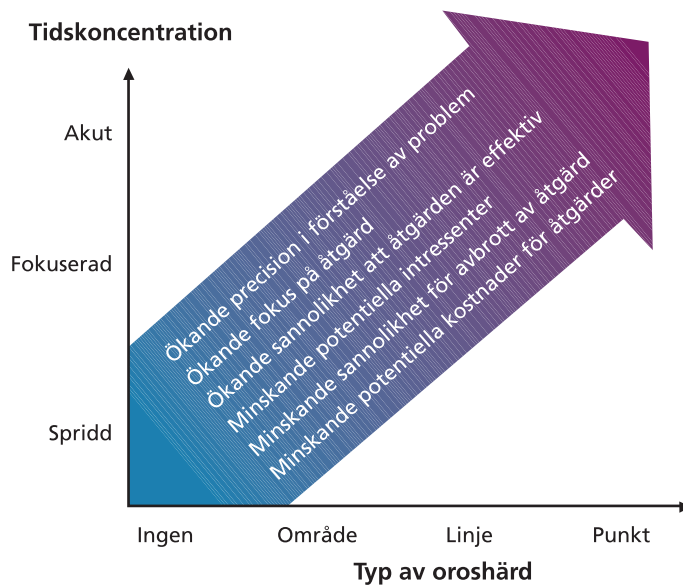 Tidskoncentration
Akut
Fokuserad
Spridd
Ökande precision i förståelse av problem
Ökande fokus på åtgärd
Ökande sannolikhet att åtgärden är effektiv
Minskande potentiella intressenter
Minskande sannolikhet för avbrott av åtgärd
Minskande potentiella kostnader för åtgärder
Ingen Område Linje Punkt
Typ av oroshärd